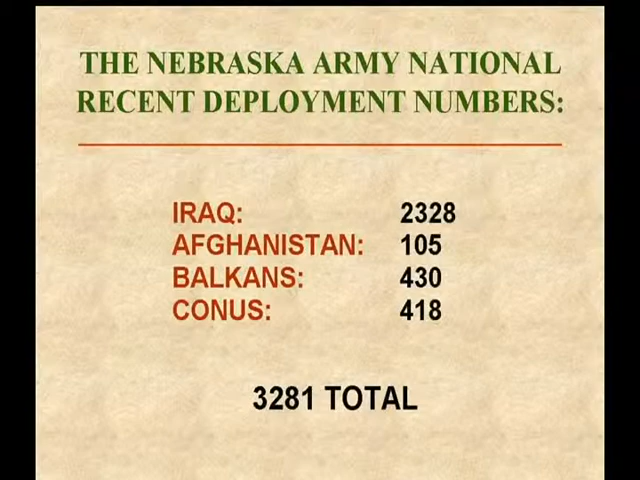 THE NEBRASKA ARMY NATIONAL
RECENT DEPLOYMENT NUMBERS:
IRAQ: 2328
AFGHANISTAN: 105
BALKANS: 430
CONUS: 418
3281 TOTAL